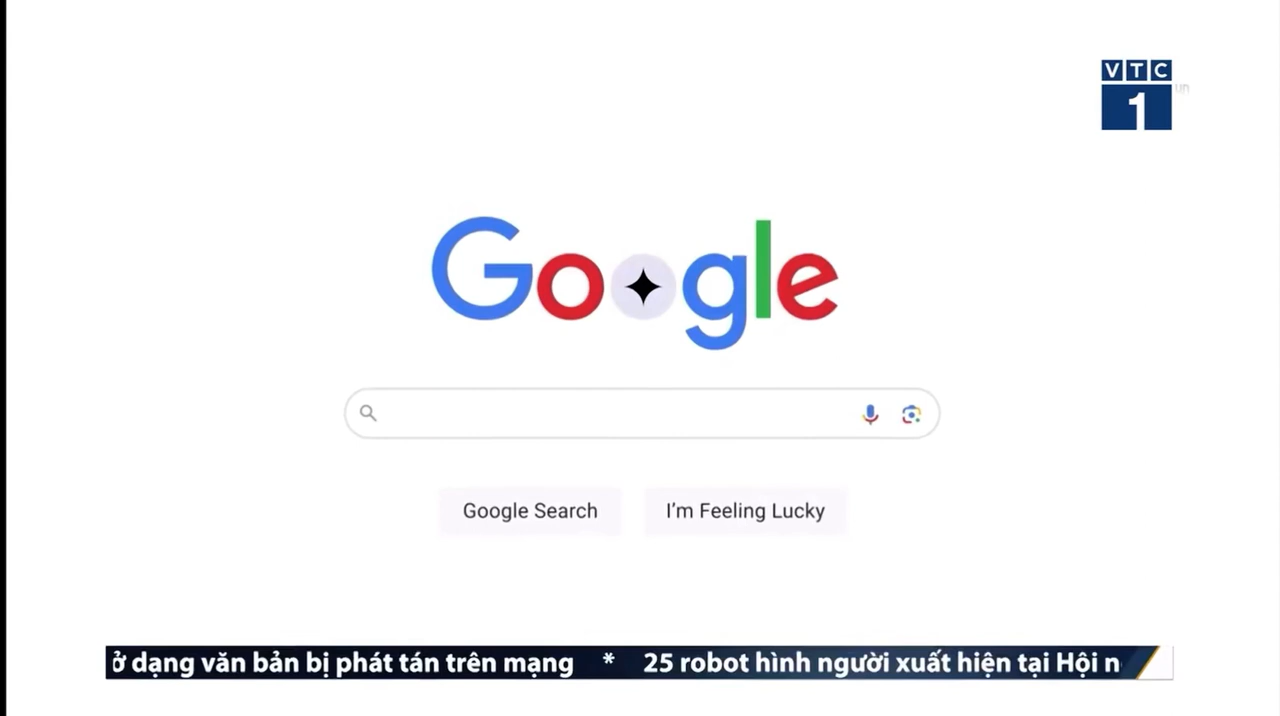 VTC
1
Google
Google Search
I'm Feeling Lucky
ở dạng văn bản bị phát tán trên mạng * 25 robot hình người xuất hiện tại Hội